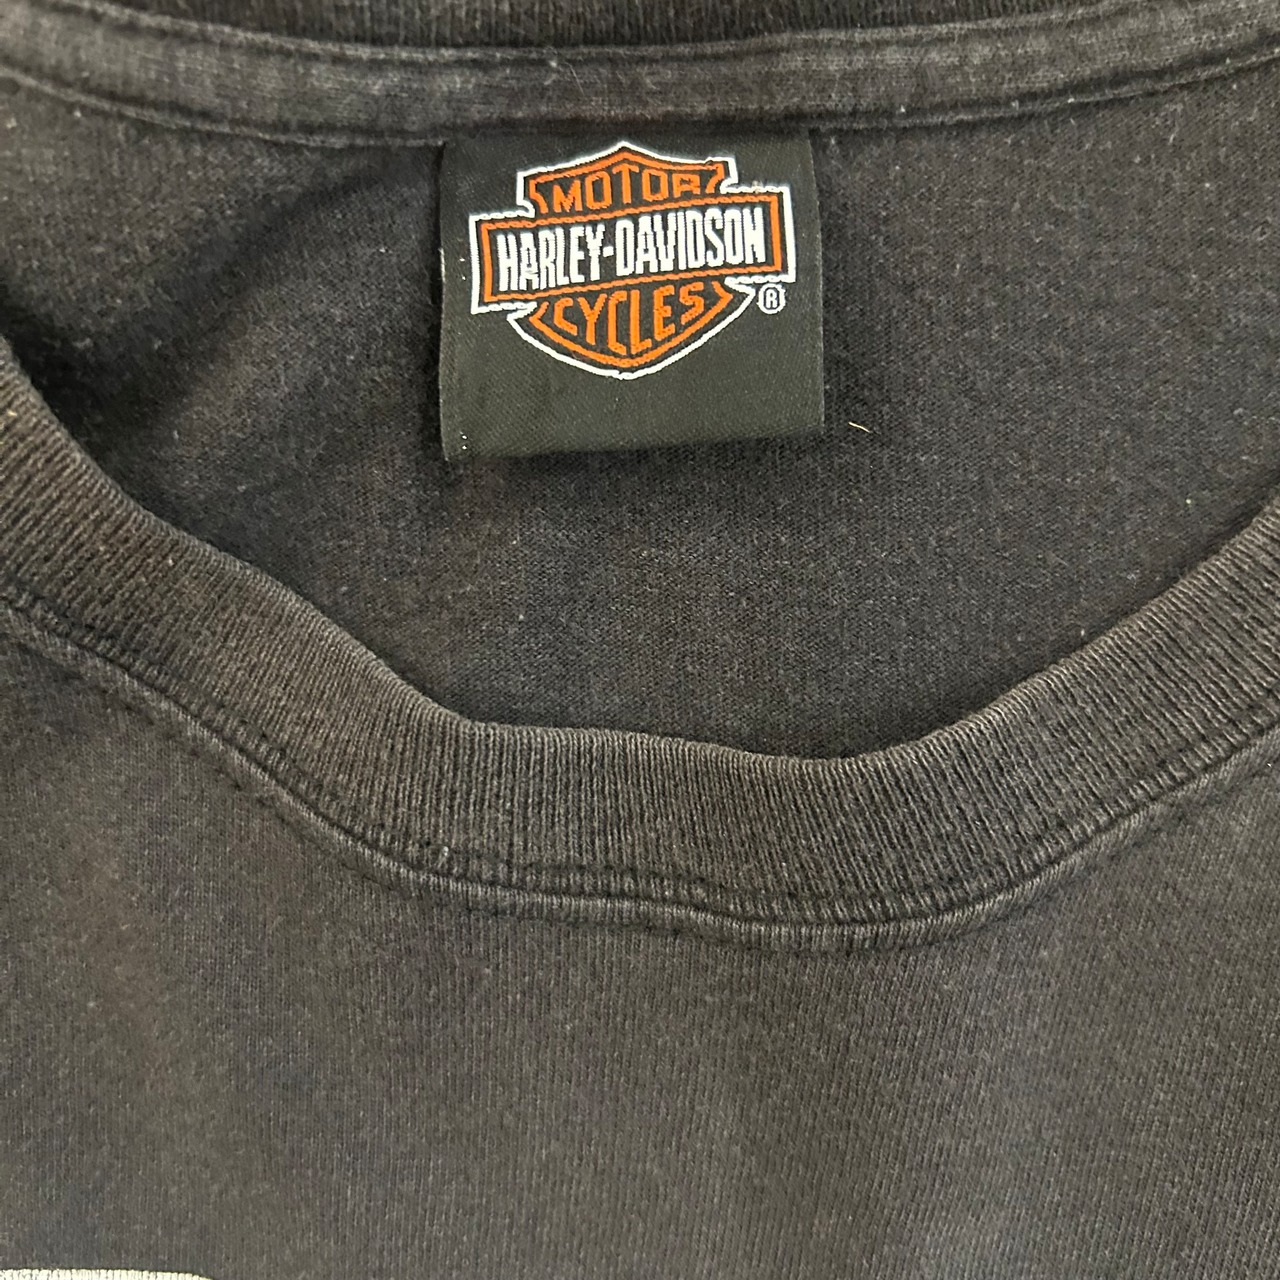 MOTOR
HARLEY-DAVIDSON
CYCLES
®